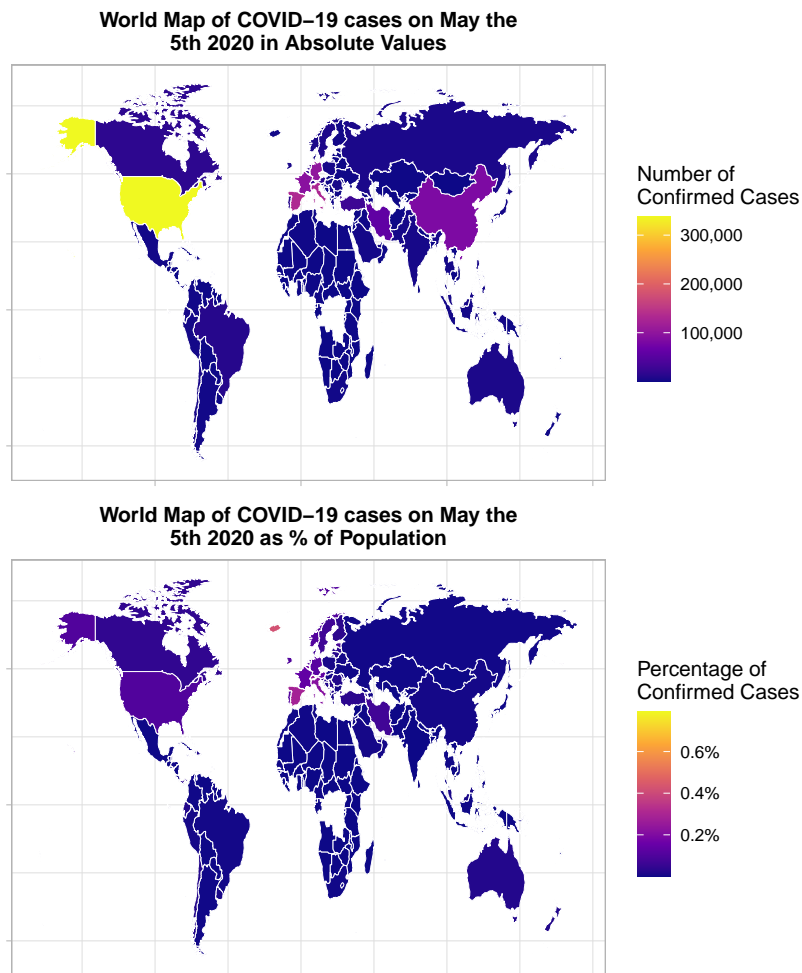 World Map of COVID–19 cases on May the
5th 2020 in Absolute Values
Number of
Confirmed Cases
300,000
200,000
100,000
World Map of COVID–19 cases on May the
5th 2020 as % of Population
Percentage of
Confirmed Cases
0.6%
0.4%
0.2%